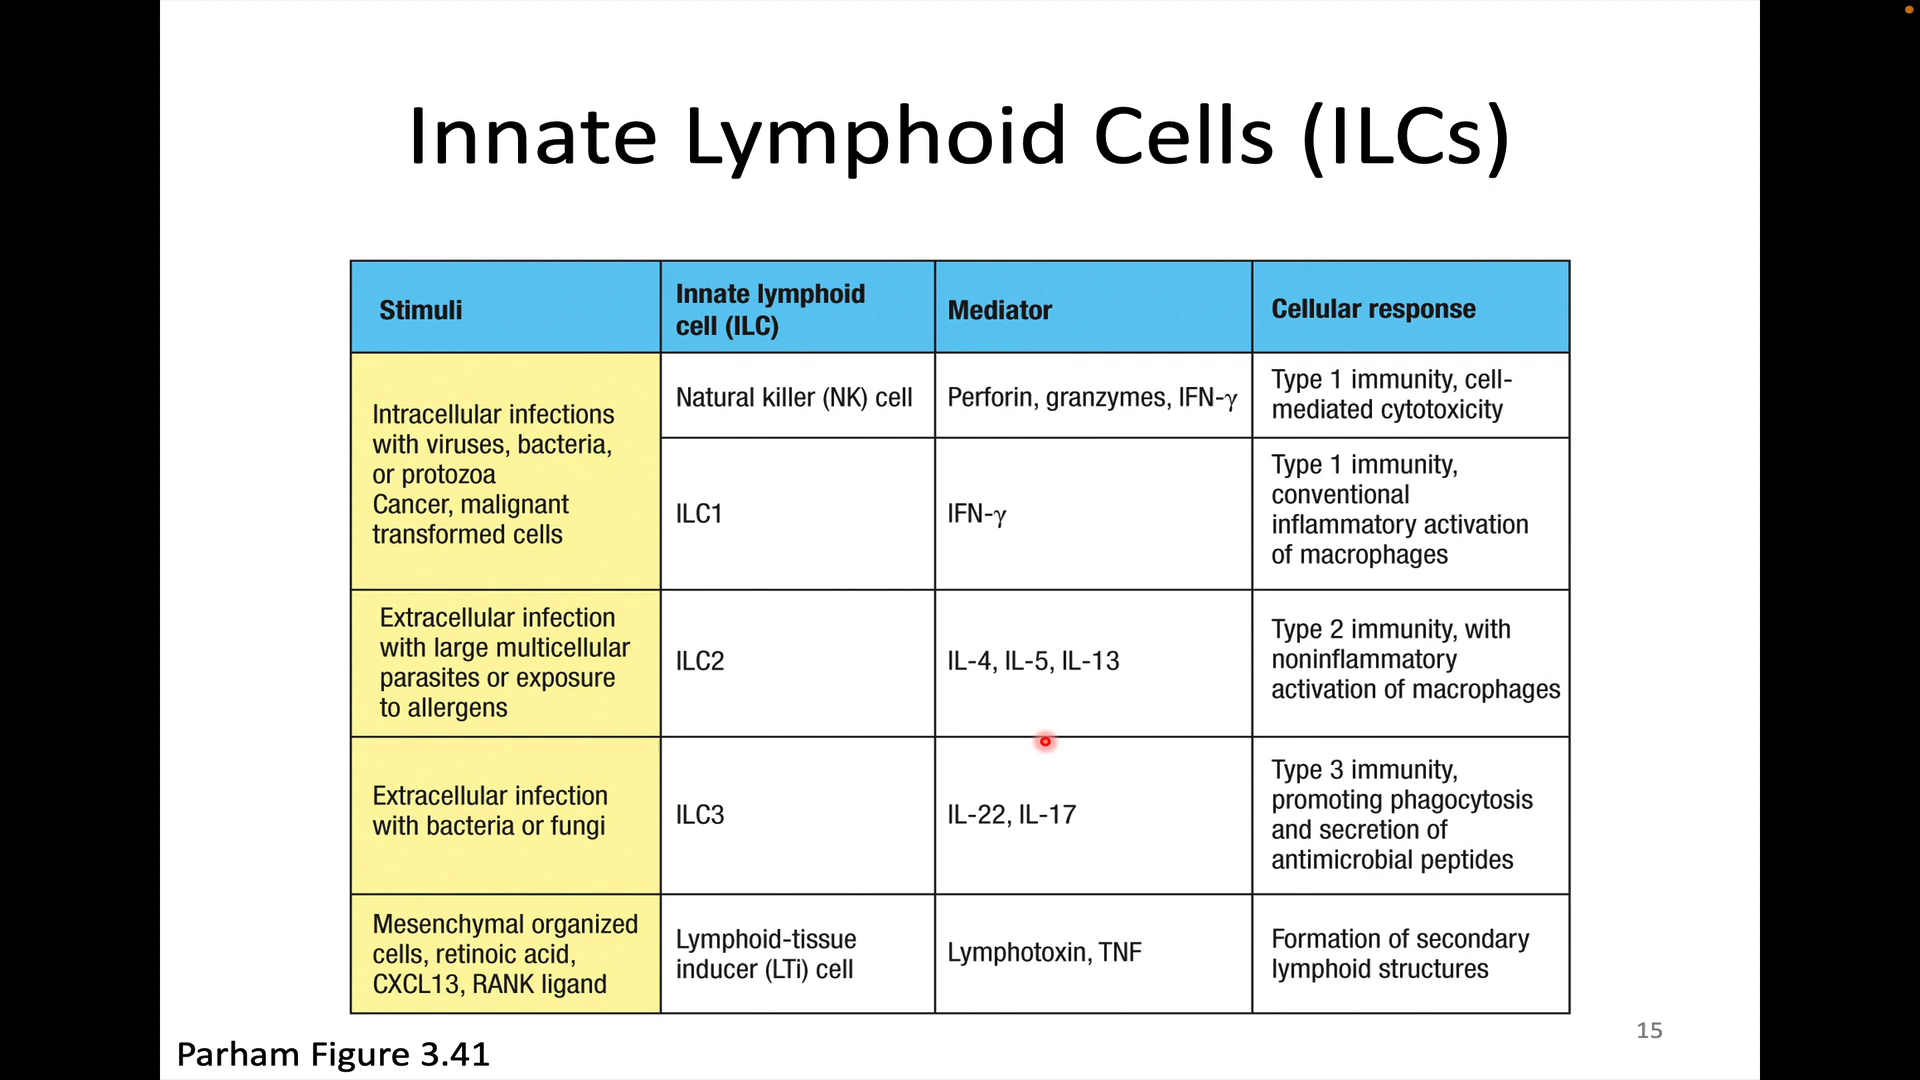 Innate Lymphoid Cells (ILCs)
Stimuli
Innate lymphoid
cell (ILC)
Mediator
Cellular response
Intracellular infections
with viruses, bacteria,
or protozoa
Cancer, malignant
transformed cells
Natural killer (NK) cell
Perforin, granzymes, IFN-γ
Type 1 immunity, cell-
mediated cytotoxicity
ILC1
IFN-γ
Type 1 immunity,
conventional
inflammatory activation
of macrophages
Extracellular infection
with large multicellular
parasites or exposure
to allergens
ILC2
IL-4, IL-5, IL-13
Type 2 immunity, with
noninflammatory
activation of macrophages
Extracellular infection
with bacteria or fungi
ILC3
IL-22, IL-17
Type 3 immunity,
promoting phagocytosis
and secretion of
antimicrobial peptides
Mesenchymal organized
cells, retinoic acid,
CXCL13, RANK ligand
Lymphoid-tissue
inducer (LTi) cell
Lymphotoxin, TNF
Formation of secondary
lymphoid structures
15
Parham Figure 3.41